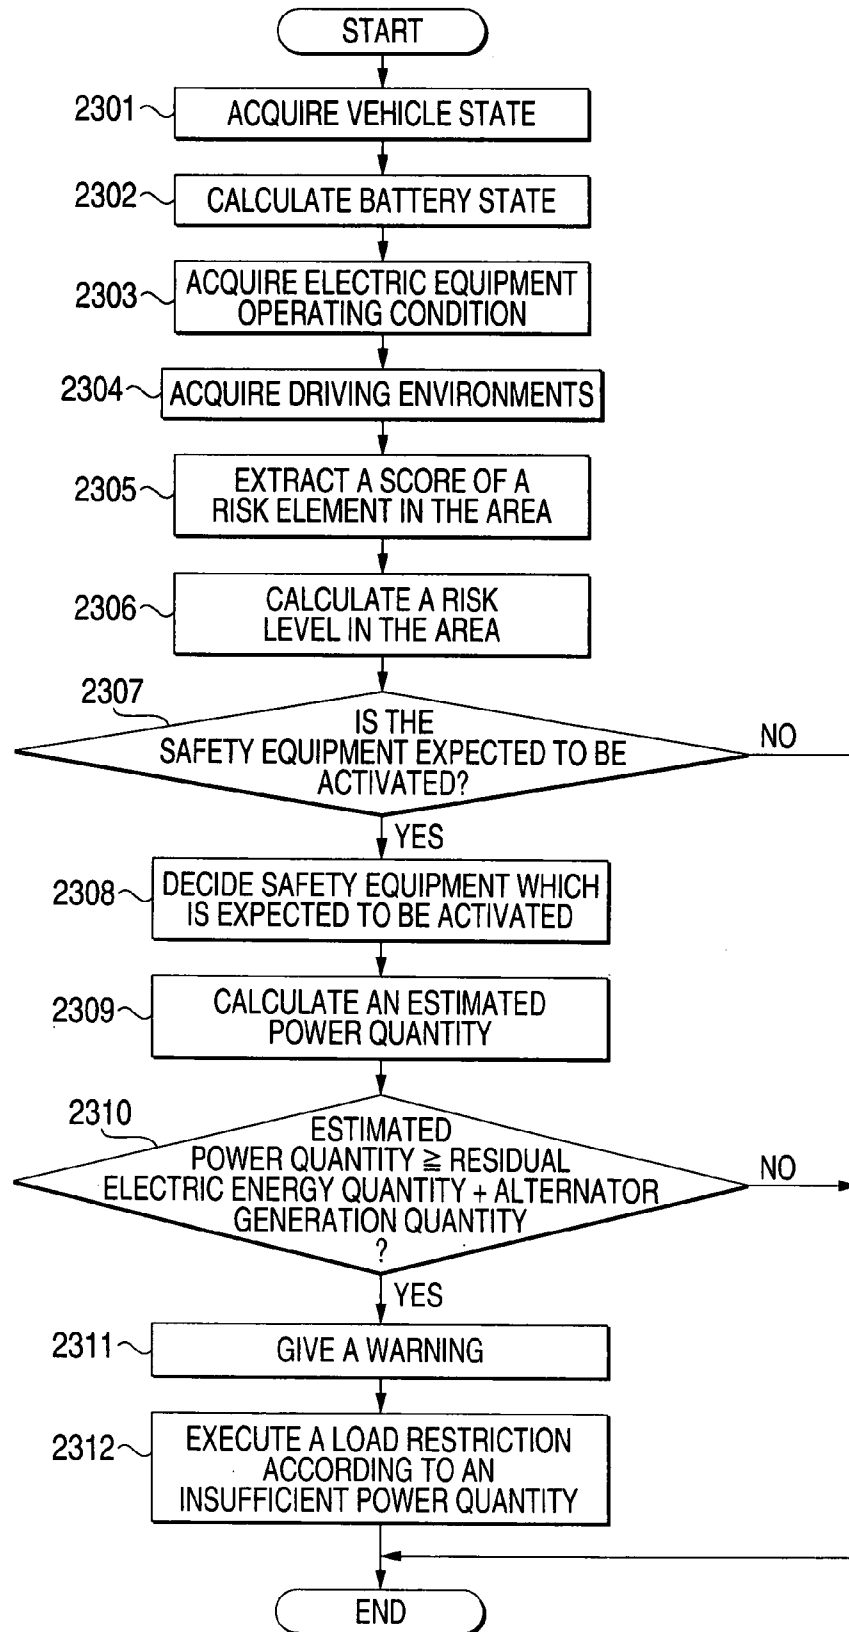 START
2301
ACQUIRE VEHICLE STATE
2302
CALCULATE BATTERY STATE
2303
ACQUIRE ELECTRIC EQUIPMENT
OPERATING CONDITION
2304
ACQUIRE DRIVING ENVIRONMENTS
2305
EXTRACT A SCORE OF A
RISK ELEMENT IN THE AREA
2306
CALCULATE A RISK
LEVEL IN THE AREA
2307
IS THE
SAFETY EQUIPMENT EXPECTED TO BE
ACTIVATED?
NO
YES
2308
DECIDE SAFETY EQUIPMENT WHICH
IS EXPECTED TO BE ACTIVATED
2309
CALCULATE AN ESTIMATED
POWER QUANTITY
2310
ESTIMATED
POWER QUANTITY ≧ RESIDUAL
ELECTRIC ENERGY QUANTITY + ALTERNATOR
GENERATION QUANTITY
?
NO
YES
2311
GIVE A WARNING
2312
EXECUTE A LOAD RESTRICTION
ACCORDING TO AN
INSUFFICIENT POWER QUANTITY
END